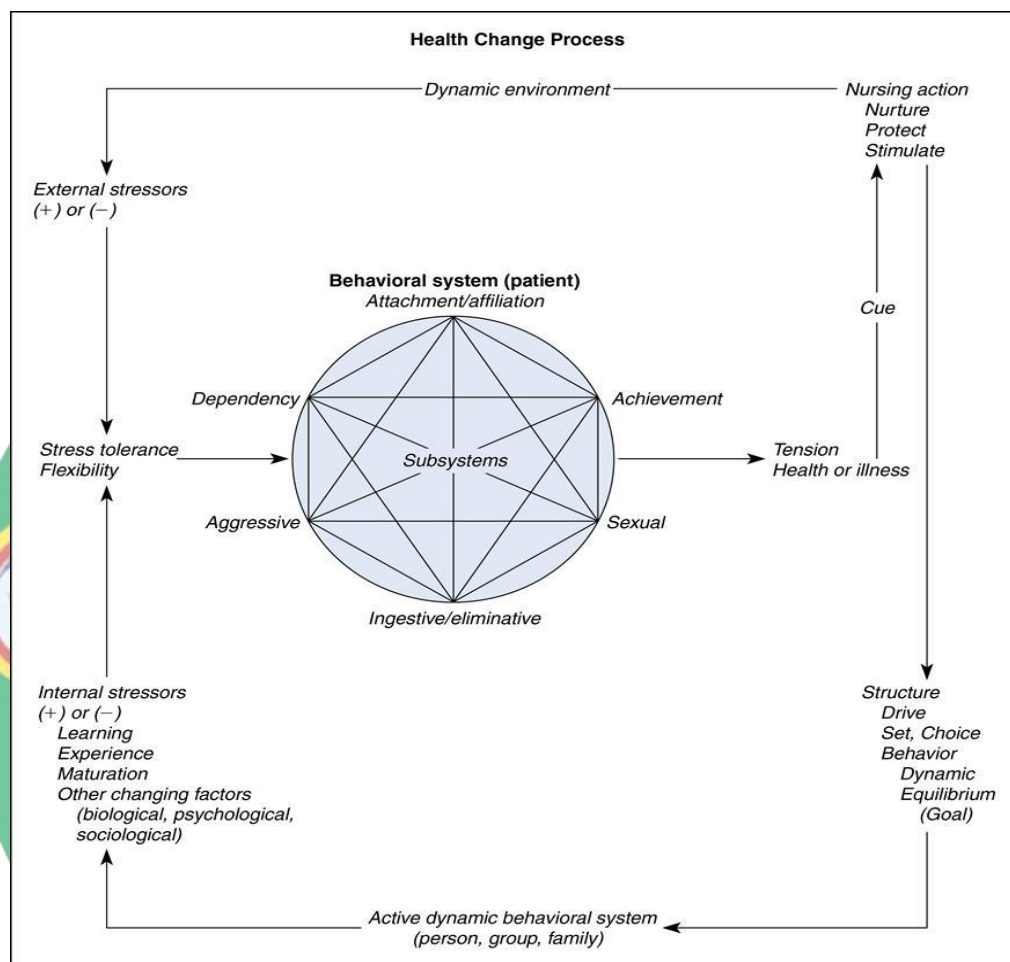 Health Change Process
Dynamic environment
Nursing action
Nurture
Protect
Stimulate
External stressors
(+) or (−)
Cue
Behavioral system (patient)
Attachment/affiliation
Dependency
Achievement
Stress tolerance
Flexibility
Subsystems
Tension
Health or illness
Aggressive
Sexual
Ingestive/eliminative
Internal stressors
(+) or (−)
Learning
Experience
Maturation
Other changing factors
(biological, psychological,
sociological)
Structure
Drive
Set, Choice
Behavior
Dynamic
Equilibrium
(Goal)
Active dynamic behavioral system
(person, group, family)